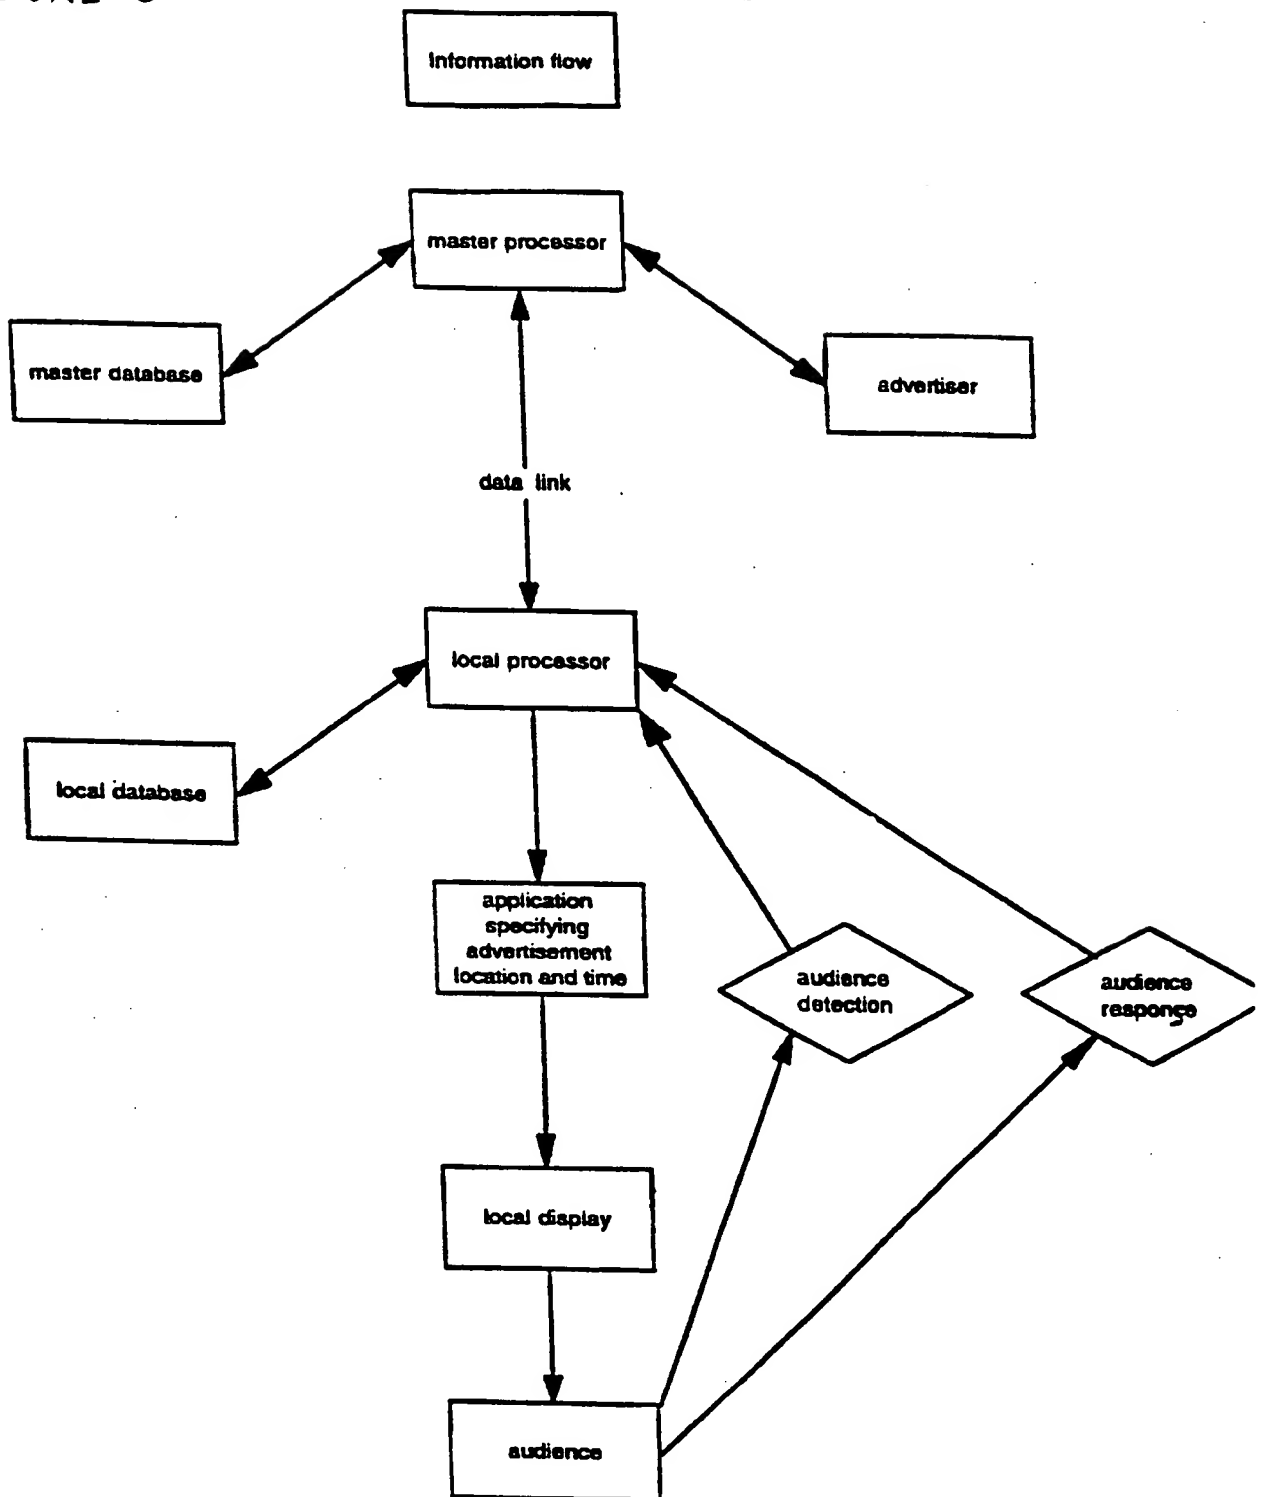 Information flow
master processor
master database
advertiser
data link
local processor
local database
application
specifying
advertisement
location and time
audience
detection
audience
response
local display
audience